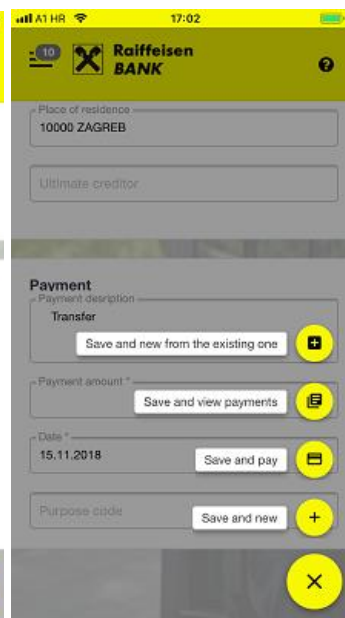 A1 HR 17:02
10
Raiffeisen
BANK
Place of residence
10000 ZAGREB
Ultimate creditor
Payment
Payment desription
Transfer
Save and new from the existing one
Payment amount *
Save and view payments
Date *
15.11.2018
Save and pay
Purpose code
Save and new